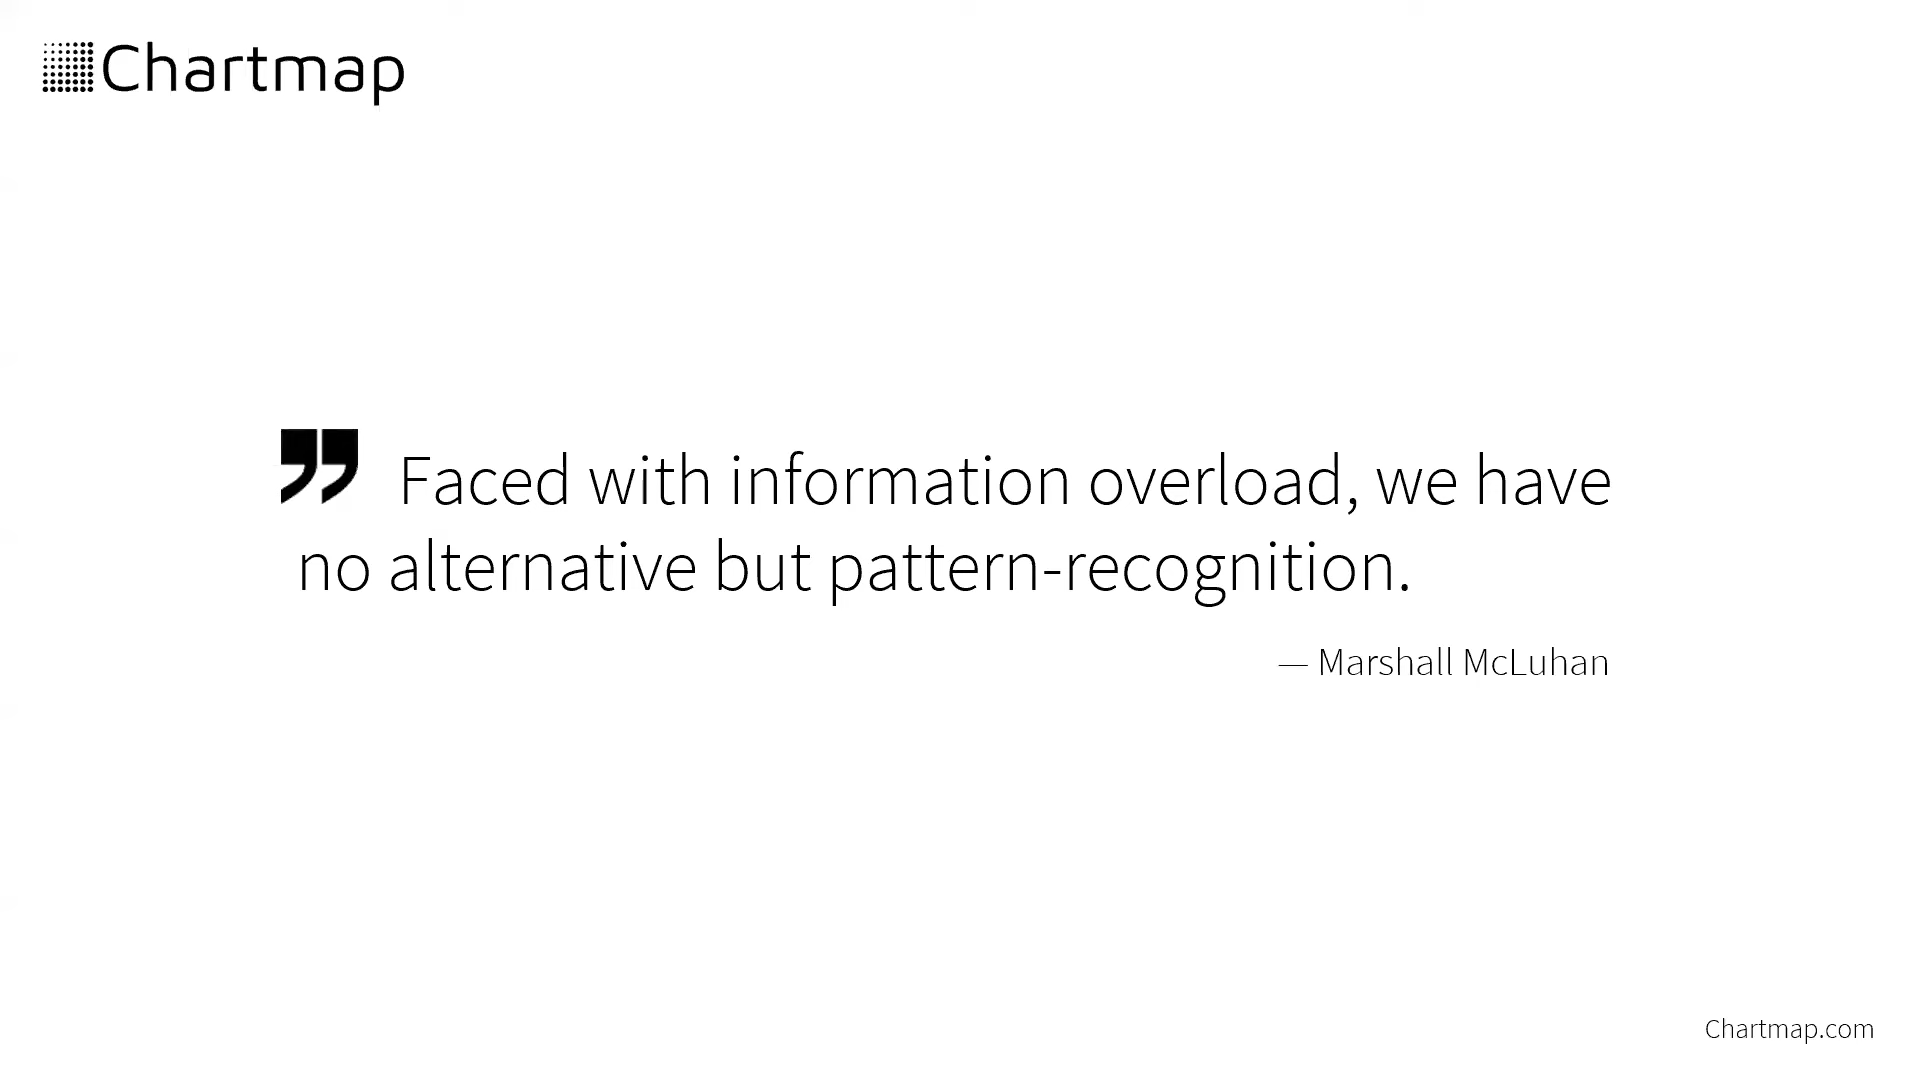 Chartmap
” Faced with information overload, we have
no alternative but pattern-recognition.
— Marshall McLuhan
Chartmap.com